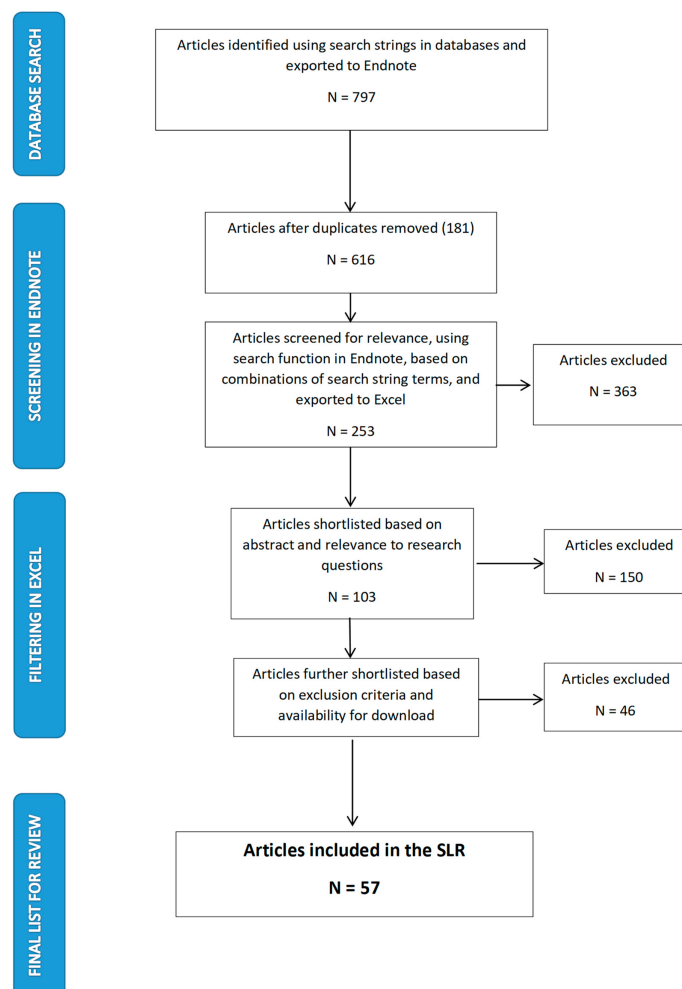 DATABASE SEARCH
Articles identified using search strings in databases and
exported to Endnote
N = 797
SCREENING IN ENDNOTE
Articles after duplicates removed (181)
N = 616
Articles screened for relevance, using
search function in Endnote, based on
combinations of search string terms, and
exported to Excel
N = 253
Articles excluded
N = 363
FILTERING IN EXCEL
Articles shortlisted based on
abstract and relevance to research
questions
N = 103
Articles excluded
N = 150
Articles further shortlisted based
on exclusion criteria and
availability for download
Articles excluded
N = 46
FINAL LIST FOR REVIEW
Articles included in the SLR
N = 57